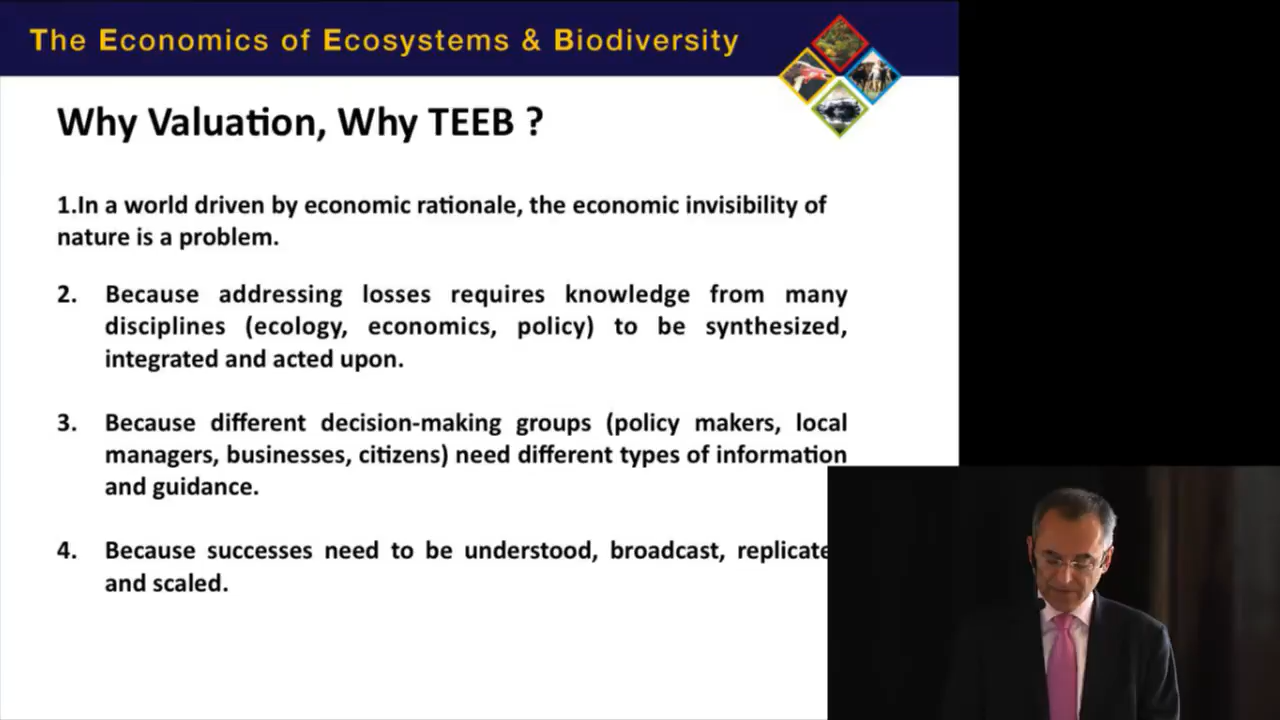 The Economics of Ecosystems & Biodiversity
Why Valuation, Why TEEB ?
1.In a world driven by economic rationale, the economic invisibility of
nature is a problem.
2. Because addressing losses requires knowledge from many
disciplines (ecology, economics, policy) to be synthesized,
integrated and acted upon.
3. Because different decision-making groups (policy makers, local
managers, businesses, citizens) need different types of information
and guidance.
4. Because successes need to be understood, broadcast, replicate
and scaled.